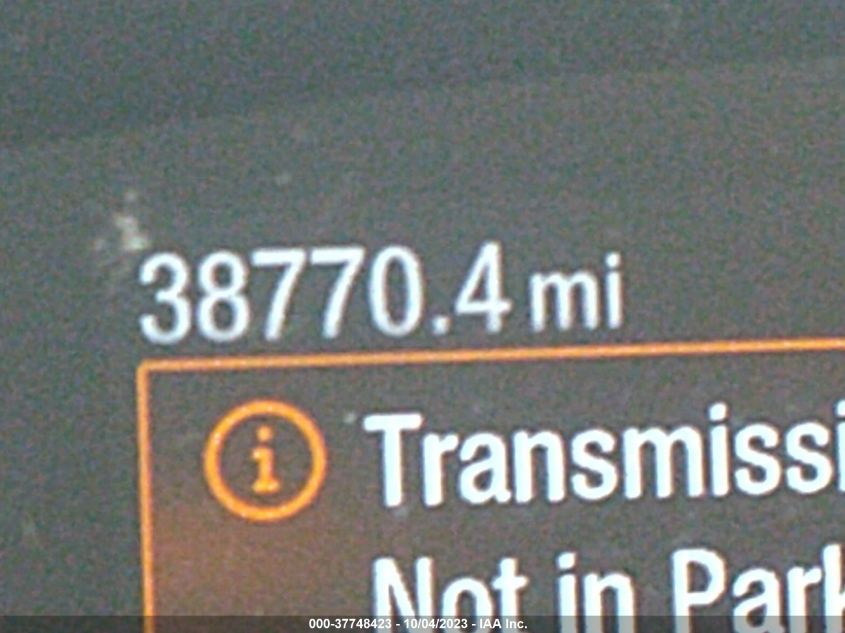 38770.4 mi
Transmissi
Not in Park
000-37748423 - 10/04/2023 - IAA Inc.